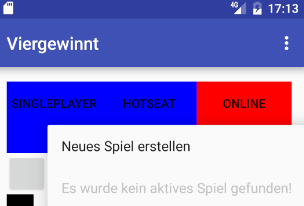 4G 17:13
Viergewinnt
SINGLEPLAYER HOTSEAT ONLINE
Neues Spiel erstellen
Es wurde kein aktives Spiel gefunden!